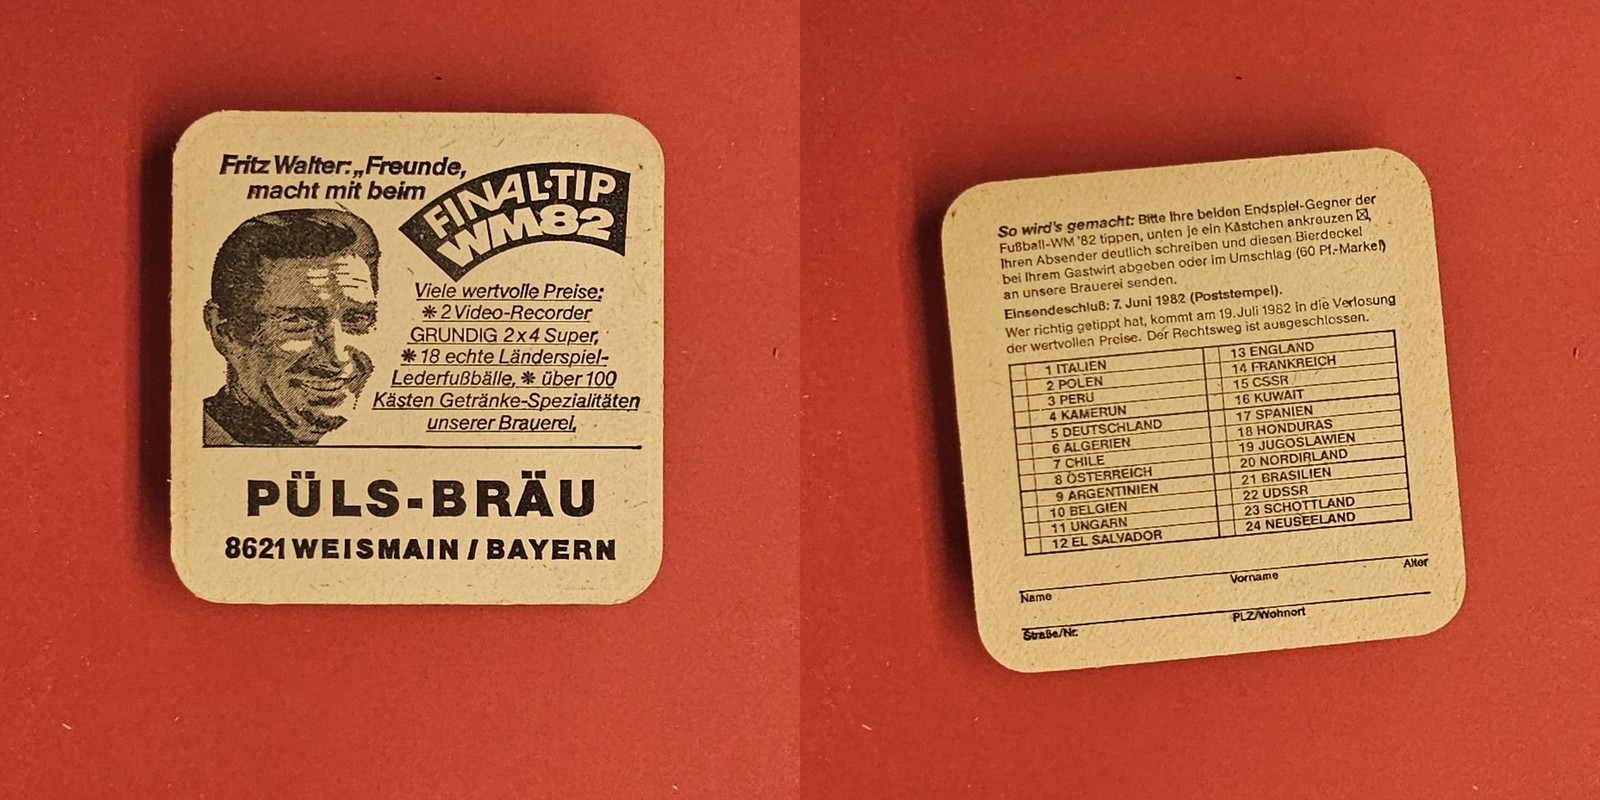 Fritz Walter: „Freunde,
macht mit beim
FINAL-TIP
WM82
Viele wertvolle Preise:
* 2 Video-Recorder
GRUNDIG 2x4 Super,
* 18 echte Länderspiel-
Lederfußbälle, * über 100
Kästen Getränke-Spezialitäten
unserer Brauerei,
PÜLS-BRÄU
8621 WEISMAIN / BAYERN
So wird's gemacht: Bitte Ihre beiden Endspiel-Gegner der
Fußball-WM '82 tippen, unten je ein Kästchen ankreuzen ☒,
Ihren Absender deutlich schreiben und diesen Bierdeckel
bei Ihrem Gastwirt abgeben oder im Umschlag (60 Pf.-Marke!)
an unsere Brauerei senden.
Einsendeschluß: 7. Juni 1982 (Poststempel).
Wer richtig getippt hat, kommt am 19. Juli 1982 in die Verlosung
der wertvollen Preise. Der Rechtsweg ist ausgeschlossen.
1 ITALIEN
2 POLEN
3 PERU
4 KAMERUN
5 DEUTSCHLAND
6 ALGERIEN
7 CHILE
8 ÖSTERREICH
9 ARGENTINIEN
10 BELGIEN
11 UNGARN
12 EL SALVADOR
13 ENGLAND
14 FRANKREICH
15 CSSR
16 KUWAIT
17 SPANIEN
18 HONDURAS
19 JUGOSLAWIEN
20 NORDIRLAND
21 BRASILIEN
22 UDSSR
23 SCHOTTLAND
24 NEUSEELAND
Name Vorname Alter
Straße/Nr. PLZ/Wohnort